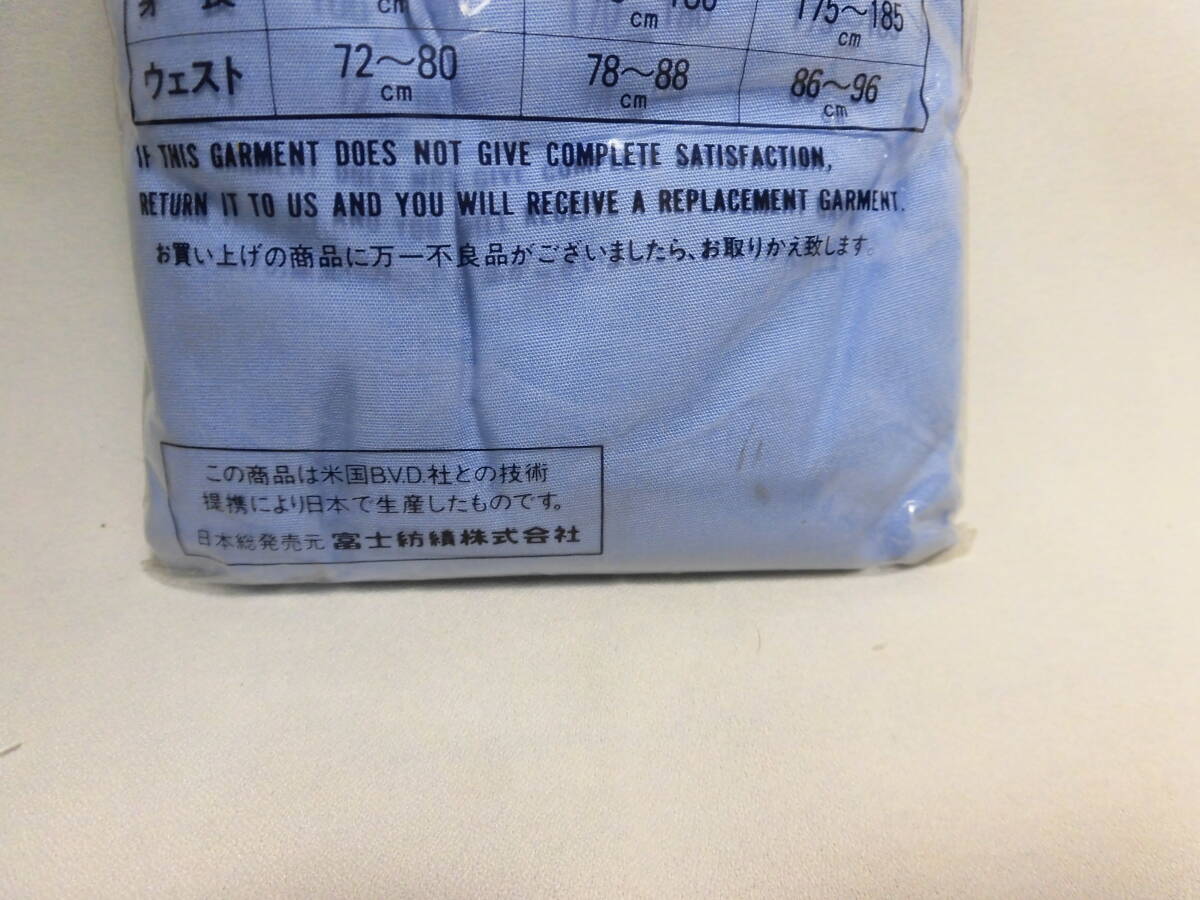 身長 cm cm 175〜185 cm
ウェスト 72〜80 cm 78〜88 cm 86〜96 cm
IF THIS GARMENT DOES NOT GIVE COMPLETE SATISFACTION,
RETURN IT TO US AND YOU WILL RECEIVE A REPLACEMENT GARMENT.
お買い上げの商品に万一不良品がございましたら、お取りかえ致します。
この商品は米国B.V.D.社との技術
提携により日本で生産したものです。
日本総発売元 富士紡績株式会社